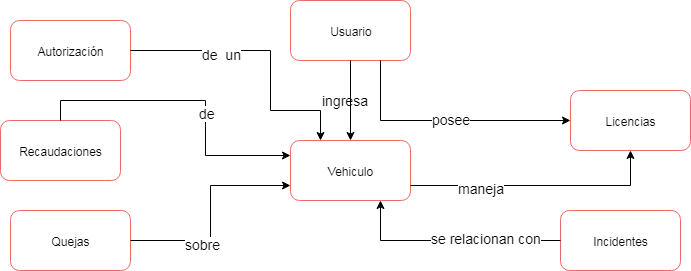 Usuario
Autorización
de un
ingresa
posee
Licencias
de
Recaudaciones
Vehiculo
maneja
Quejas
sobre
se relacionan con
Incidentes